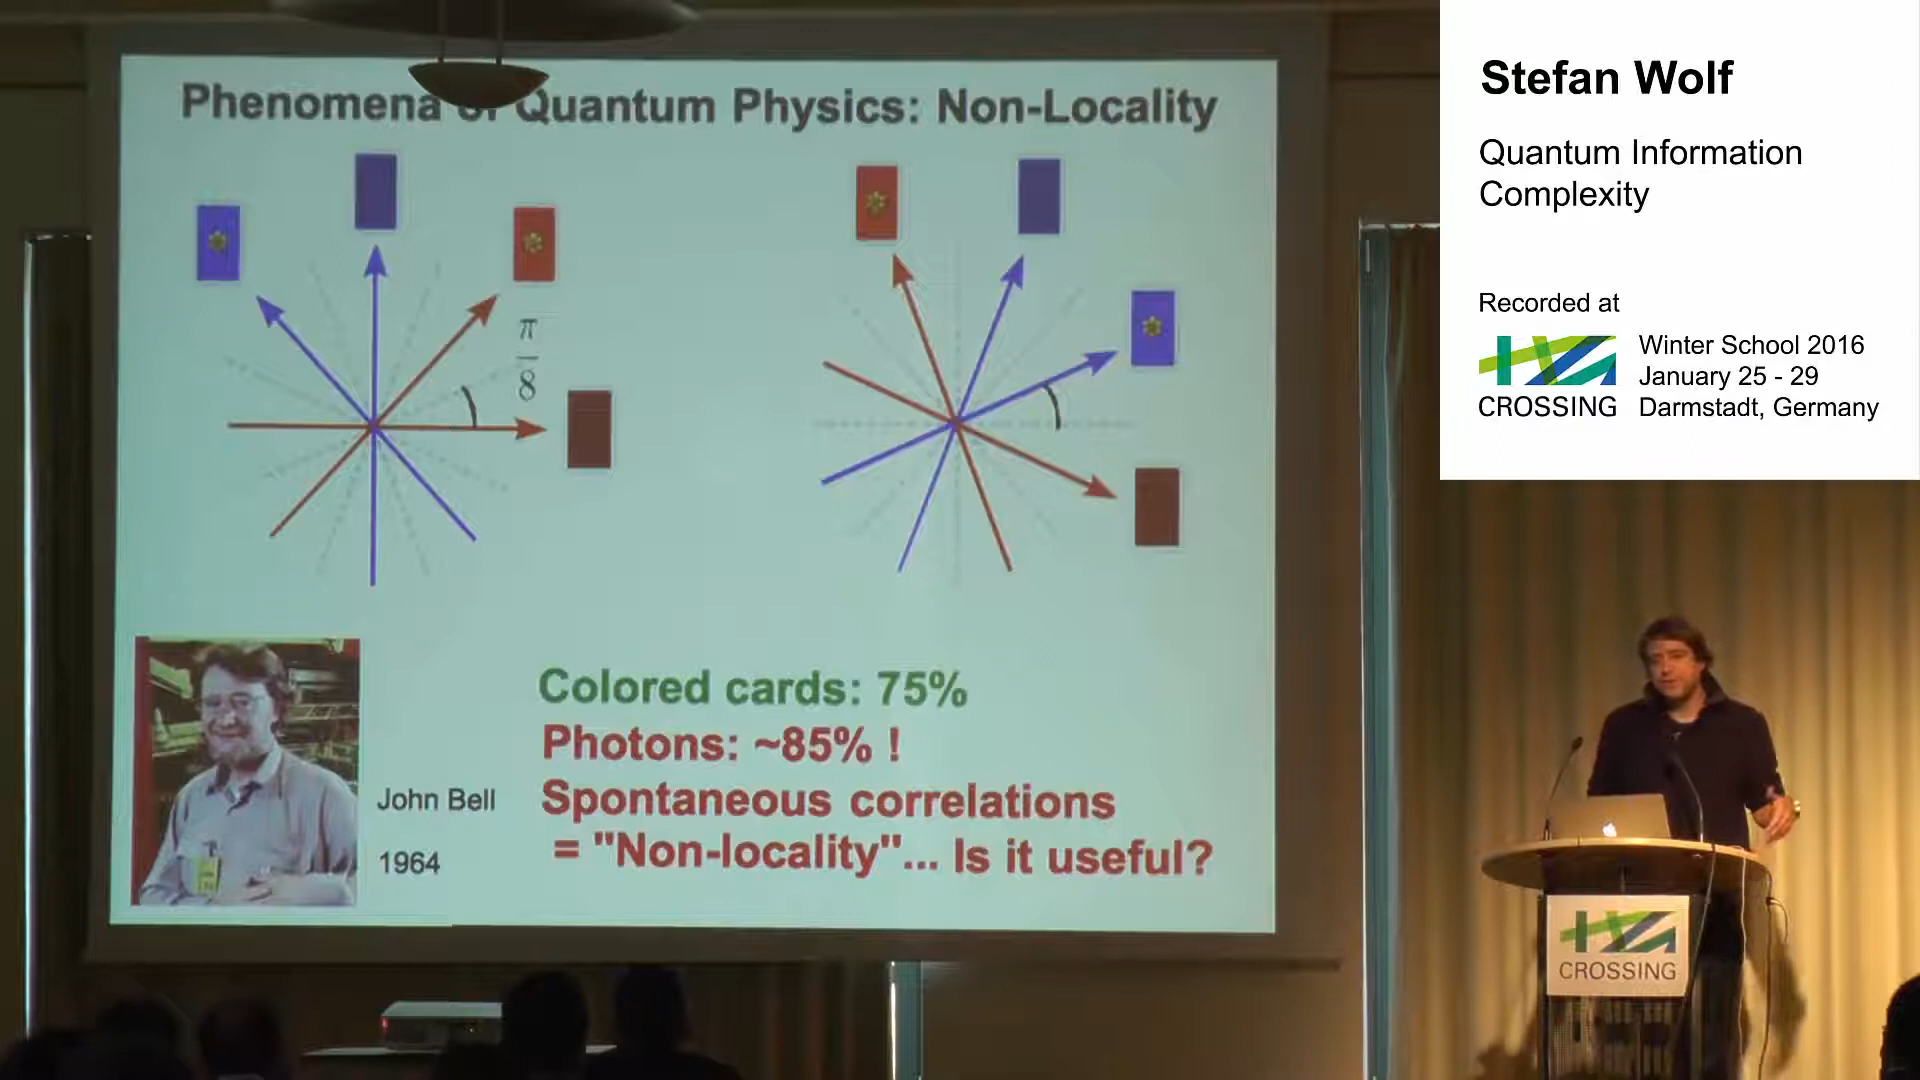 Phenomena of Quantum Physics: Non-Locality
π
8
Colored cards: 75%
Photons: ~85% !
Spontaneous correlations
= "Non-locality"... Is it useful?
John Bell
1964
Stefan Wolf
Quantum Information
Complexity
Recorded at
CROSSING
Winter School 2016
January 25 - 29
Darmstadt, Germany
CROSSING